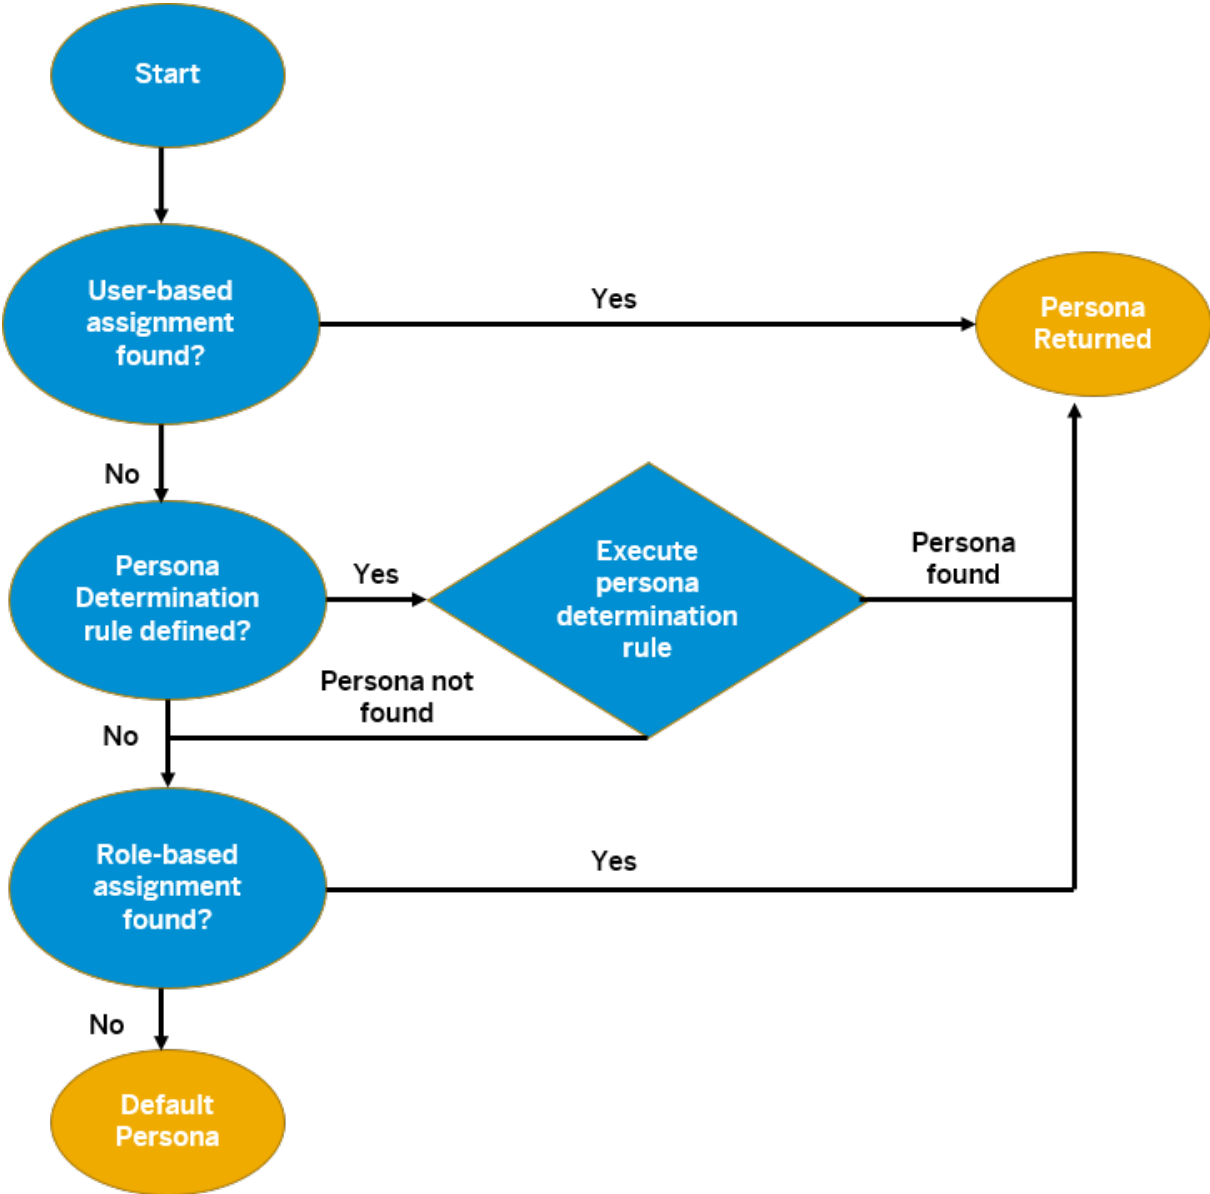 Start
User-based
assignment
found?
Yes
Persona
Returned
No
Persona
Determination
rule defined?
Yes
Execute
persona
determination
rule
Persona
found
Persona not
found
No
Role-based
assignment
found?
Yes
No
Default
Persona